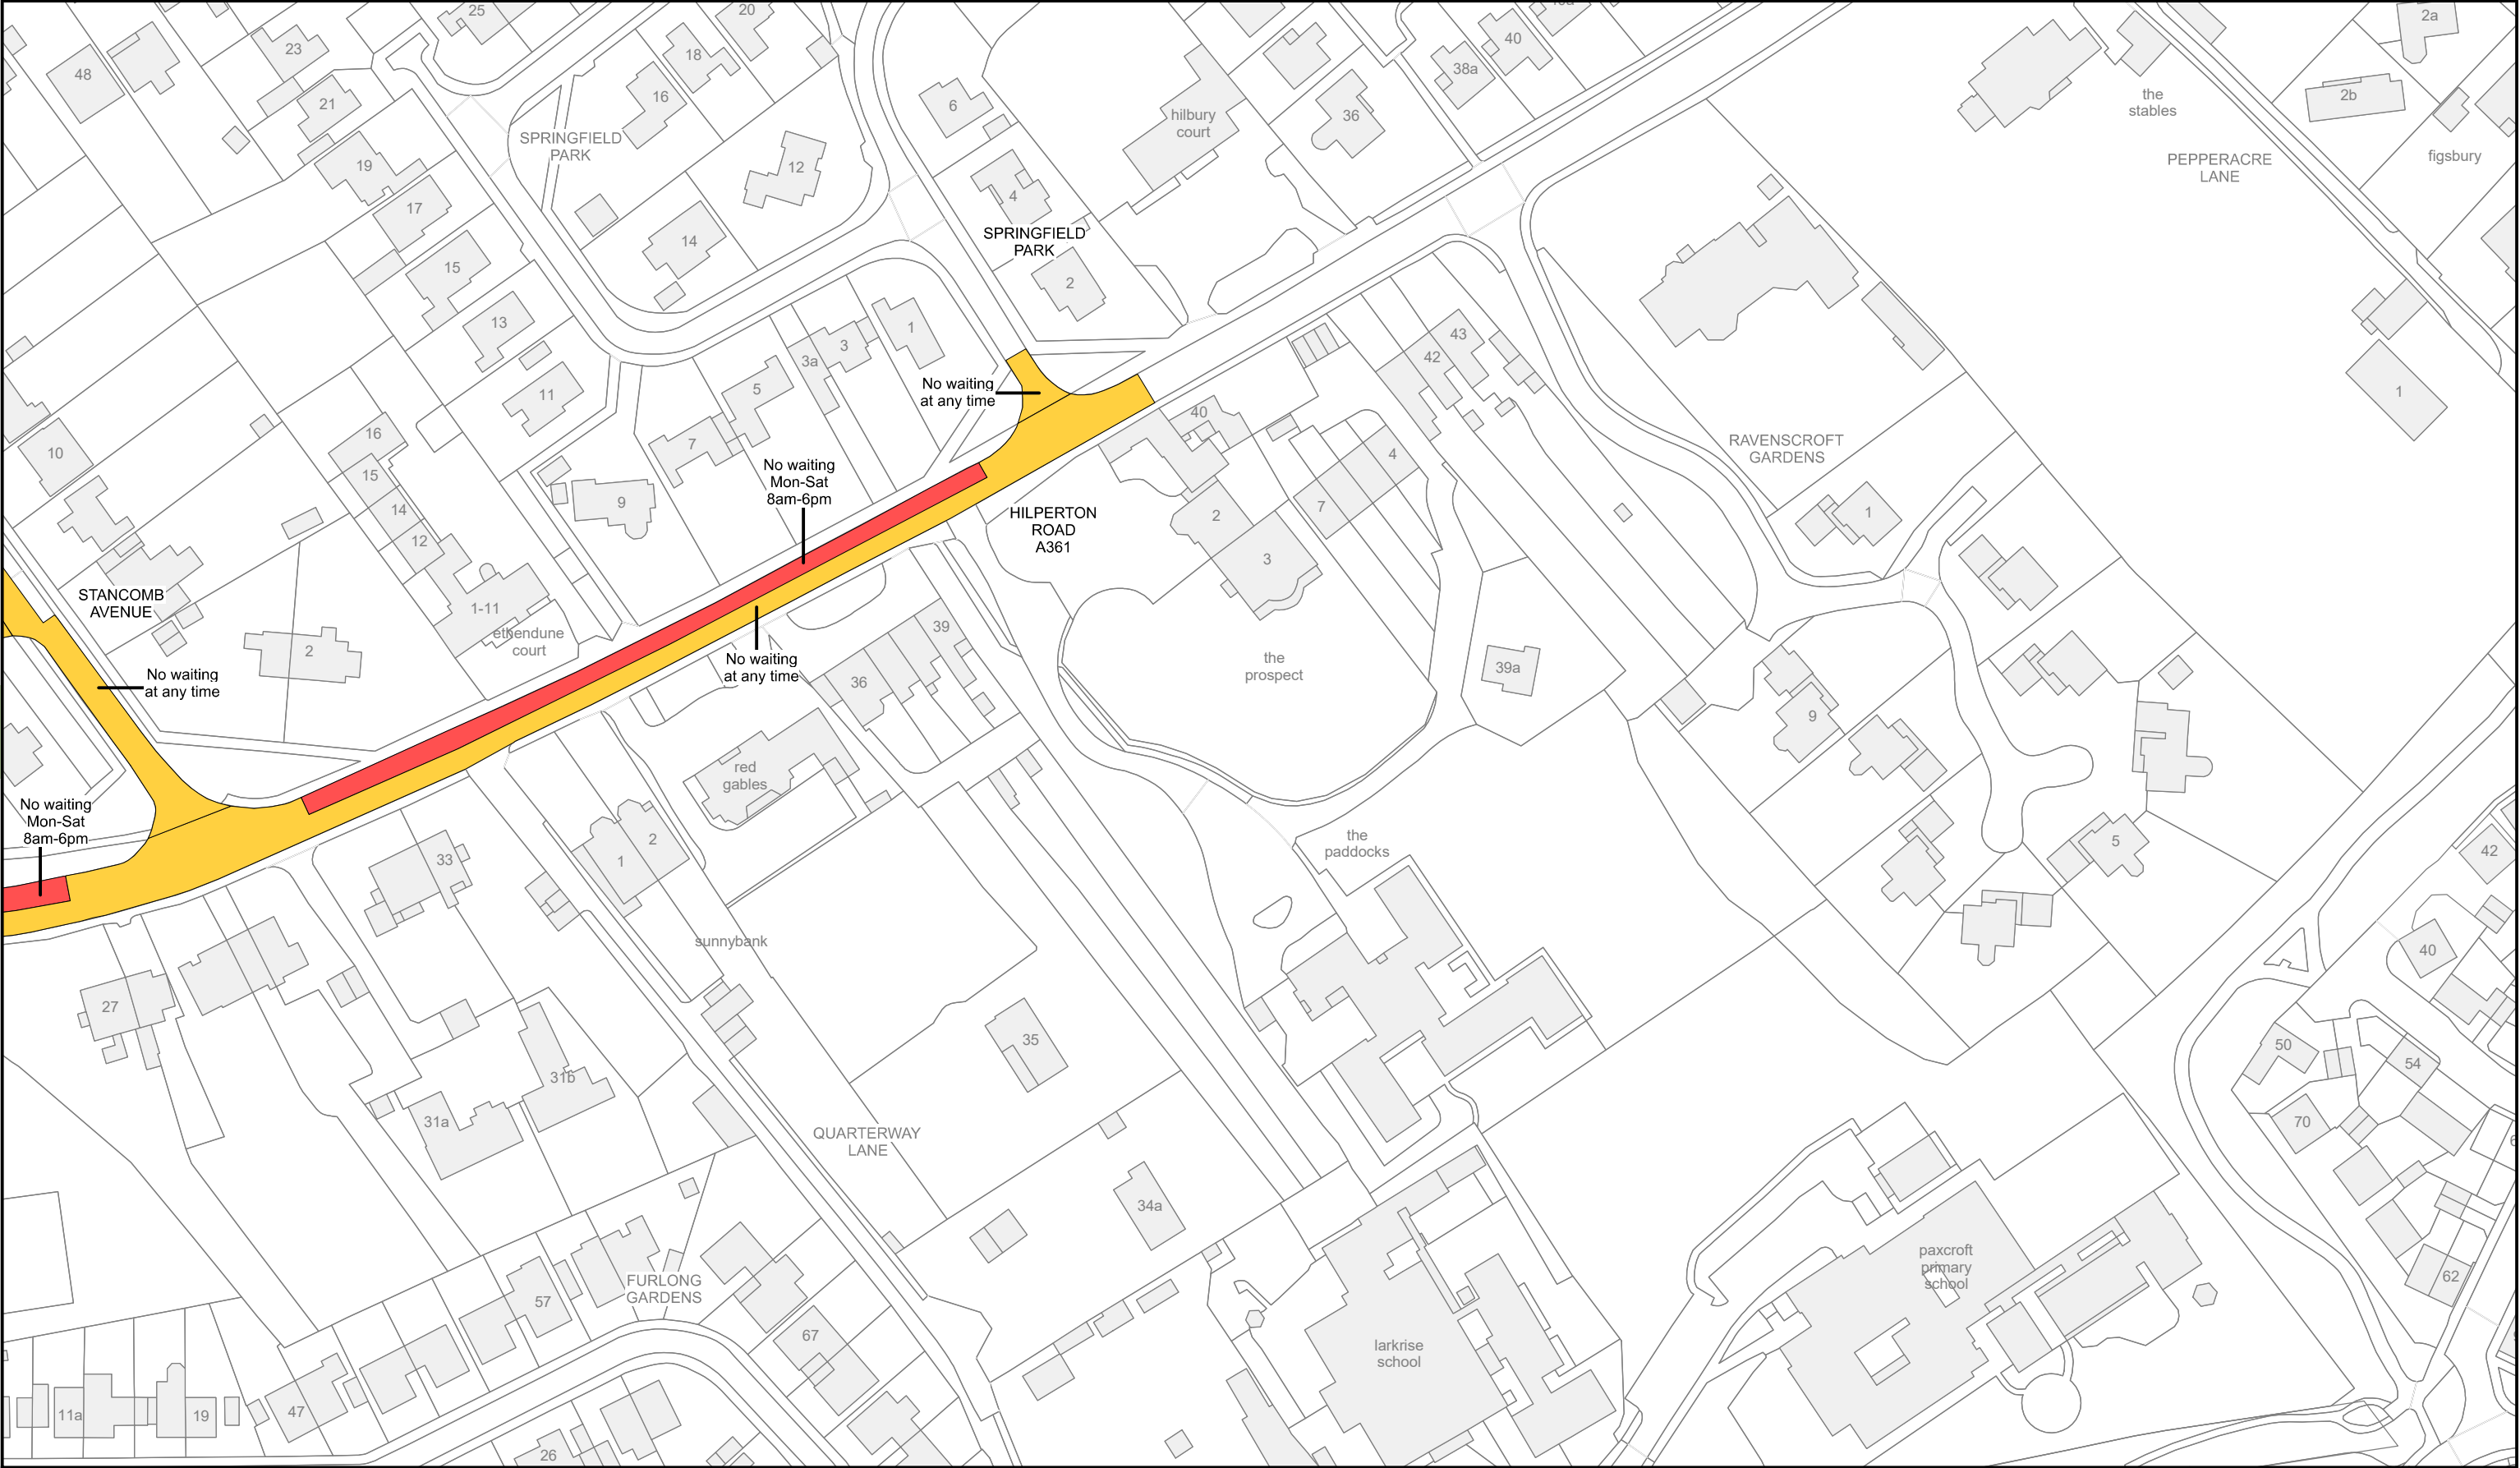 25
20
2a
48
23
18
40
38a
16
21
6
2b
the
stables
hilbury
court
36
SPRINGFIELD
PARK
19
12
PEPPERACRE
LANE
figsbury
4
17
14
SPRINGFIELD
PARK
15
2
13
1
3
3a
43
42
No waiting
at any time
5
11
1
40
16
7
10
4
RAVENSCROFT
GARDENS
15
No waiting
Mon-Sat
8am-6pm
9
14
7
2
1
HILPERTON
ROAD
A361
12
3
STANCOMB
AVENUE
1-11
ethendune
court
39
2
No waiting
at any time
the
prospect
39a
No waiting
at any time
36
9
red
gables
No waiting
Mon-Sat
8am-6pm
2
1
33
the
paddocks
5
42
sunnybank
40
27
35
50
54
31b
31a
70
QUARTERWAY
LANE
34a
FURLONG
GARDENS
57
paxcroft
primary
school
62
67
larkrise
school
11a
19
47
26